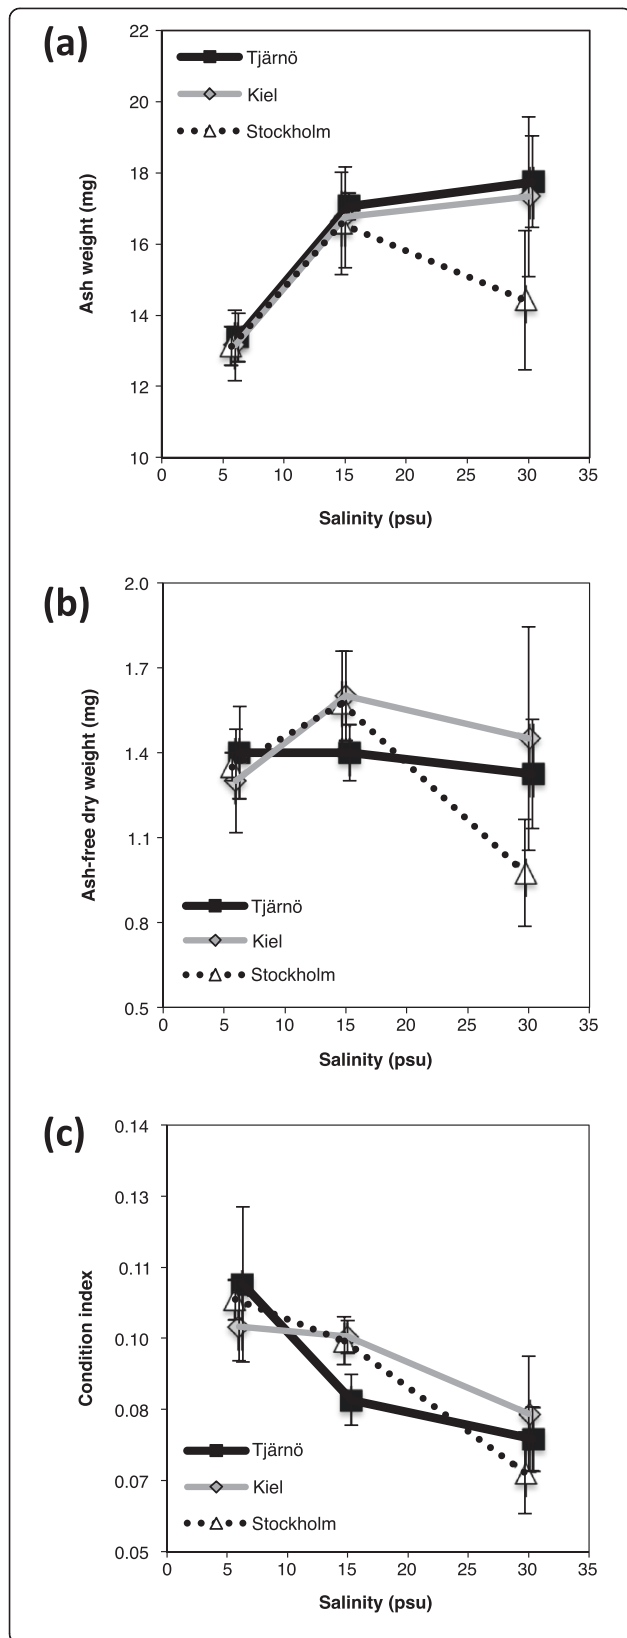 (a)
22
20
18
16
14
12
10
Ash weight (mg)
Tjärnö
Kiel
Stockholm
0 5 10 15 20 25 30 35
Salinity (psu)
(b)
2.0
1.7
1.4
1.1
0.8
0.5
Ash-free dry weight (mg)
Tjärnö
Kiel
Stockholm
0 5 10 15 20 25 30 35
Salinity (psu)
(c)
0.14
0.13
0.11
0.10
0.08
0.07
0.05
Condition index
Tjärnö
Kiel
Stockholm
0 5 10 15 20 25 30 35
Salinity (psu)